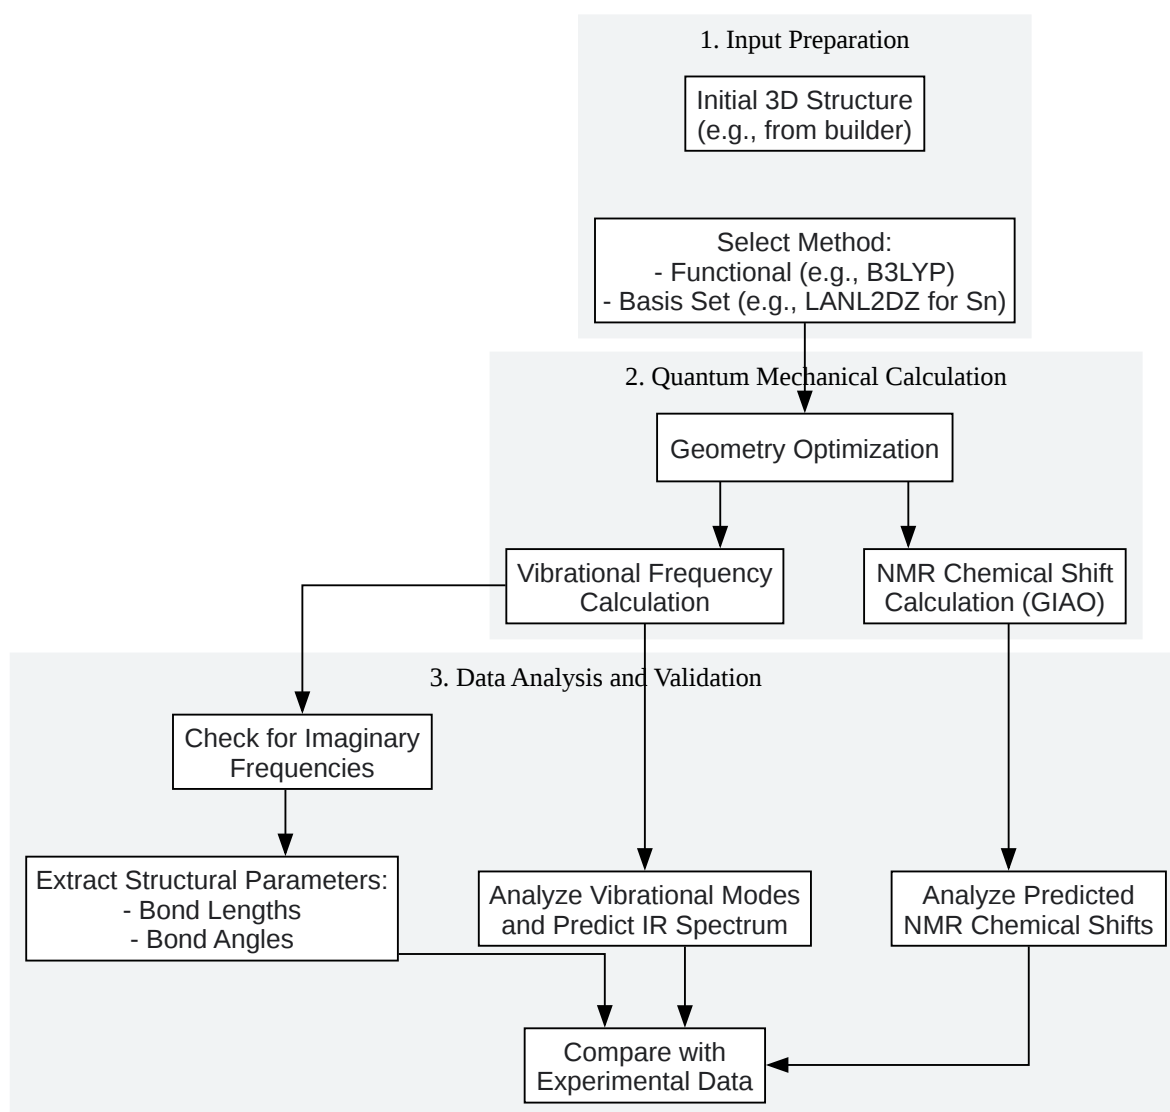 1. Input Preparation
Initial 3D Structure
(e.g., from builder)
Select Method:
- Functional (e.g., B3LYP)
- Basis Set (e.g., LANL2DZ for Sn)
2. Quantum Mechanical Calculation
Geometry Optimization
Vibrational Frequency
Calculation
NMR Chemical Shift
Calculation (GIAO)
3. Data Analysis and Validation
Check for Imaginary
Frequencies
Extract Structural Parameters:
- Bond Lengths
- Bond Angles
Analyze Vibrational Modes
and Predict IR Spectrum
Analyze Predicted
NMR Chemical Shifts
Compare with
Experimental Data